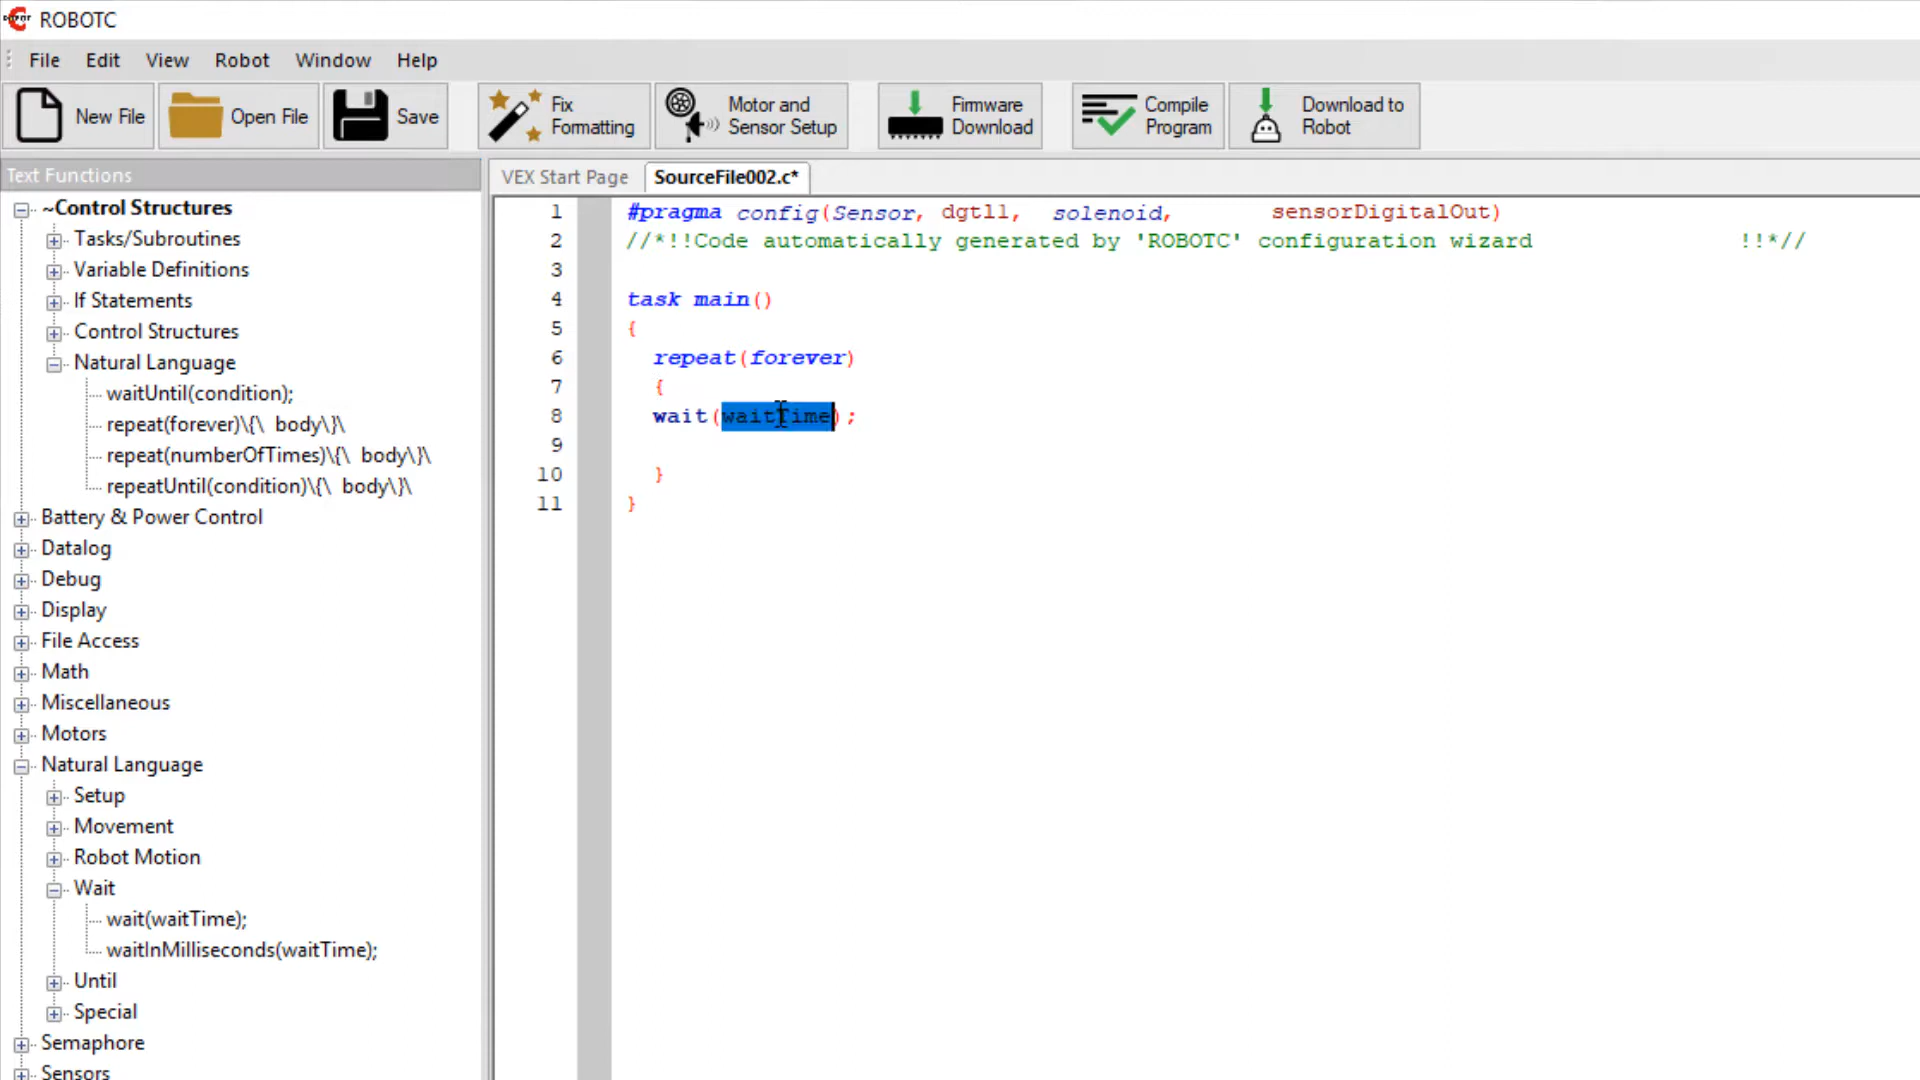 ROBOTC
File Edit View Robot Window Help
New File
Open File
Save
Fix
Formatting
Motor and
Sensor Setup
Firmware
Download
Compile
Program
Download to
Robot
Text Functions
~Control Structures
Tasks/Subroutines
Variable Definitions
If Statements
Control Structures
Natural Language
waitUntil(condition);
repeat(forever)\{\ body\}\
repeat(numberOfTimes)\{\ body\}\
repeatUntil(condition)\{\ body\}\
Battery & Power Control
Datalog
Debug
Display
File Access
Math
Miscellaneous
Motors
Natural Language
Setup
Movement
Robot Motion
Wait
wait(waitTime);
waitInMilliseconds(waitTime);
Until
Special
Semaphore
Sensors
VEX Start Page
SourceFile002.c*
1 #pragma config(Sensor, dgtl1, solenoid, sensorDigitalOut)
2 //*!!Code automatically generated by 'ROBOTC' configuration wizard !!*//
3
4 task main()
5 {
6 repeat(forever)
7 {
8 wait(waitTime);
9
10 }
11 }